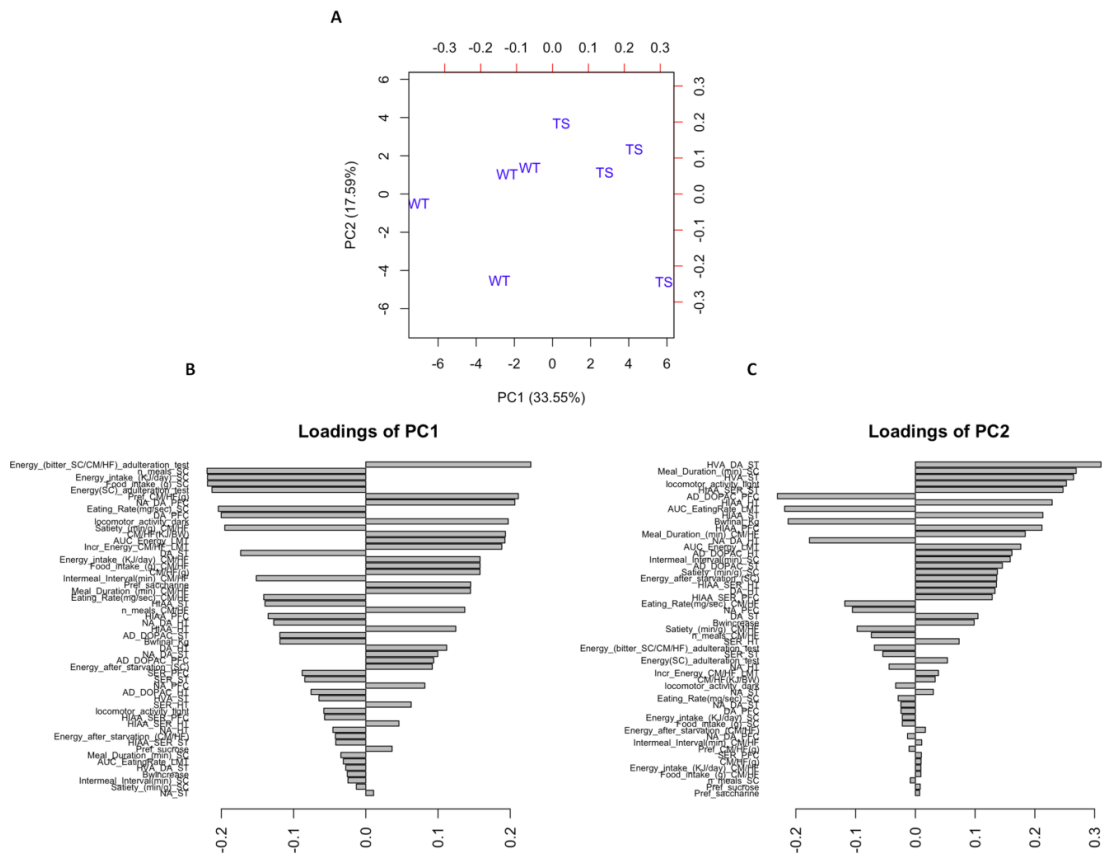 A
-0.3 -0.2 -0.1 0.0 0.1 0.2 0.3
6
4
2
0
-2
-4
-6
PC2 (17.59%)
TS
TS
WT
WT
TS
WT
WT
TS
0.3
0.2
0.1
0.0
-0.1
-0.2
-0.3
-6 -4 -2 0 2 4 6
PC1 (33.55%)
B
Loadings of PC1
Energy_(bitter_SC/CM/HF)_adulteration_test
n_meals_SC
Energy_intake_(KJ/day)_SC
Food_intake_(g)_SC
Energy(SC)_adulteration_test
Pref_CM/HF(g)
NA_DA_PFC
Eating_Rate(mg/sec)_SC
DA_PFC
locomotor_activity_dark
Satiety_(min/g)_CM/HF
CM/HF(KJ/BW)
AUC_Energy_LMT
Incr_Energy_CM/HF_LMT
DA_ST
Energy_intake_(KJ/day)_CM/HF
Food_intake_(g)_CM/HF
CM/HF(g)
Intermeal_Interval(min)_CM/HF
Pref_saccharine
Meal_Duration_(min)_CM/HF
Eating_Rate(mg/sec)_CM/HF
HIAA_ST
n_meals_CM/HF
HIAA_PFC
NA_DA_HT
HIAA_HT
AD_DOPAC_ST
Bwfinal_Kg
DA_HT
NA_DA_ST
AD_DOPAC_PFC
Energy_after_starvation_(SC)
SER_PFC
SER_ST
NA_PFC
AD_DOPAC_HT
HVA_ST
SER_HT
locomotor_activity_light
HIAA_SER_PFC
HIAA_SER_HT
NA_HT
Energy_after_starvation_(CM/HF)
HIAA_SER_ST
Pref_sucrose
Meal_Duration_(min)_SC
AUC_EatingRate_LMT
HVA_DA_ST
Bwincrease
Intermeal_Interval(min)_SC
Satiety_(min/g)_SC
NA_ST
-0.2 -0.1 0.0 0.1 0.2
C
Loadings of PC2
HVA_DA_ST
Meal_Duration_(min)_SC
HVA_ST
locomotor_activity_light
HIAA_SER_ST
AD_DOPAC_PFC
HIAA_HT
AUC_EatingRate_LMT
HIAA_ST
Bwfinal_Kg
HIAA_PFC
Meal_Duration_(min)_CM/HF
NA_DA_HT
AUC_Energy_LMT
AD_DOPAC_HT
Intermeal_Interval(min)_SC
AD_DOPAC_ST
Satiety_(min/g)_SC
Energy_after_starvation_(SC)
HIAA_SER_HT
DA_HT
HIAA_SER_PFC
Eating_Rate(mg/sec)_CM/HF
NA_PFC
DA_ST
Bwincrease
Satiety_(min/g)_CM/HF
n_meals_CM/HF
SER_HT
Energy_(bitter_SC/CM/HF)_adulteration_test
SER_ST
Energy(SC)_adulteration_test
NA_HT
Incr_Energy_CM/HF_LMT
CM/HF(KJ/BW)
locomotor_activity_dark
NA_ST
Eating_Rate(mg/sec)_SC
NA_DA_ST
DA_PFC
Energy_intake_(KJ/day)_SC
Food_intake_(g)_SC
Energy_after_starvation_(CM/HF)
NA_DA_PFC
Intermeal_Interval(min)_CM/HF
Pref_CM/HF(g)
SER_PFC
CM/HF(g)
Energy_intake_(KJ/day)_CM/HF
Food_intake_(g)_CM/HF
n_meals_SC
Pref_sucrose
Pref_saccharine
-0.2 -0.1 0.0 0.1 0.2 0.3